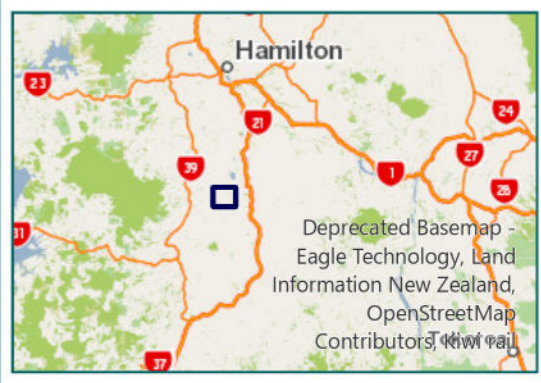 Hamilton
23
24
21
27
39
1
28
31
Deprecated Basemap -
Eagle Technology, Land
Information New Zealand,
OpenStreetMap
Contributors, Kiwi rail
37